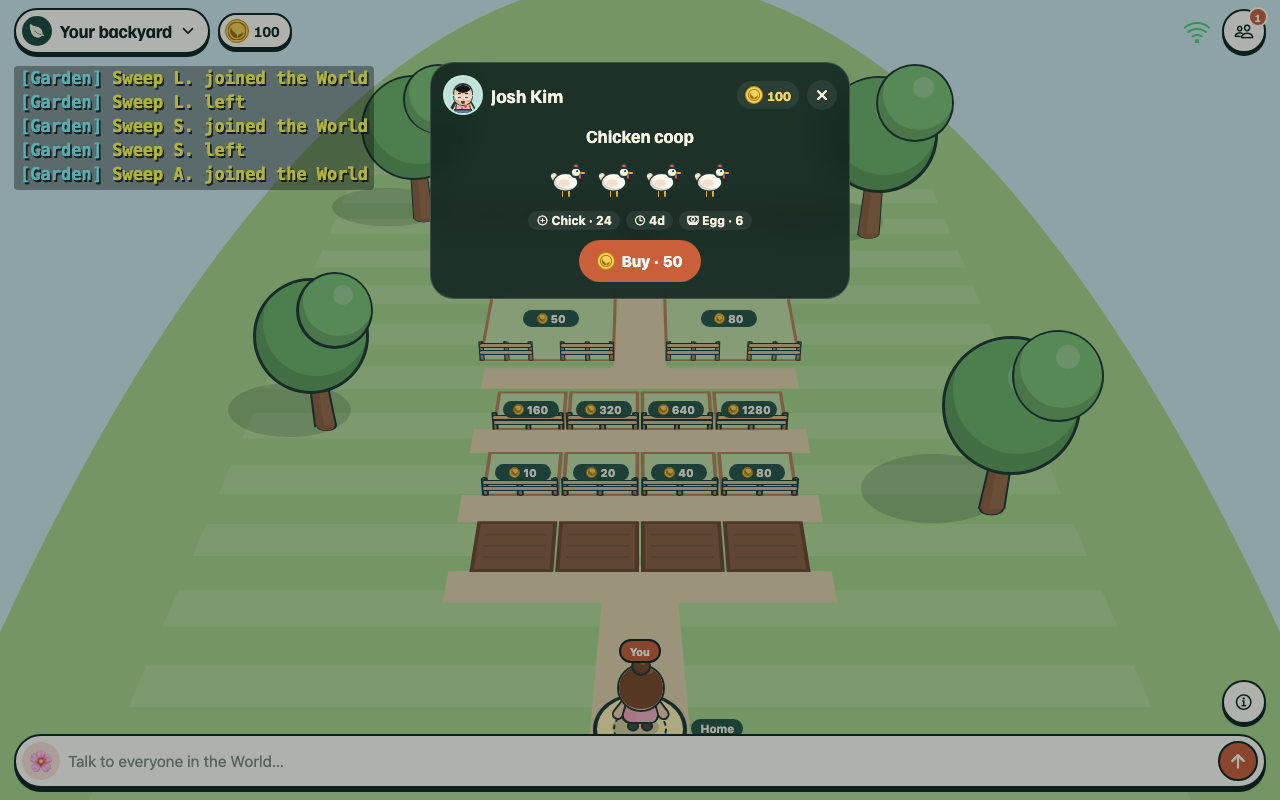 Your backyard
100
1
[Garden] Sweep L. joined the World
[Garden] Sweep L. left
[Garden] Sweep S. joined the World
[Garden] Sweep S. left
[Garden] Sweep A. joined the World
Josh Kim
100
Chicken coop
Chick · 24
4d
Egg · 6
Buy · 50
50
80
160
320
640
1280
10
20
40
80
You
Home
Talk to everyone in the World...